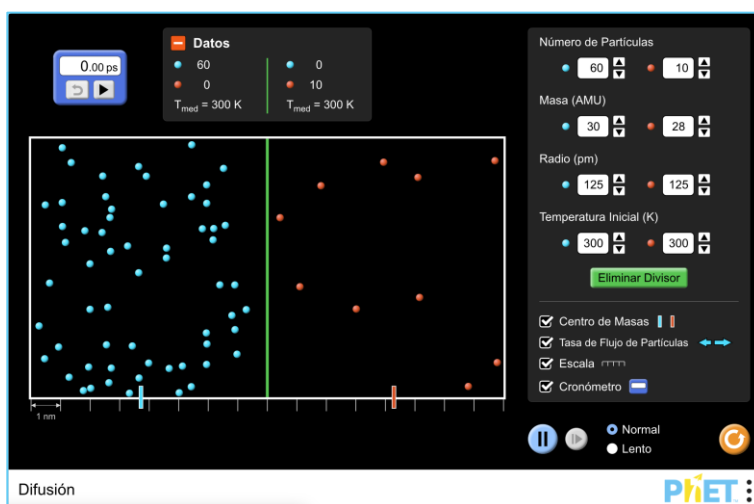 0.00 ps
Datos
60 0
0 10
Tmed = 300 K Tmed = 300 K
Número de Partículas
60 10
Masa (AMU)
30 28
Radio (pm)
125 125
Temperatura Inicial (K)
300 300
Eliminar Divisor
Centro de Masas
Tasa de Flujo de Partículas
Escala
Cronómetro
1 nm
Normal
Lento
Difusión
PhET